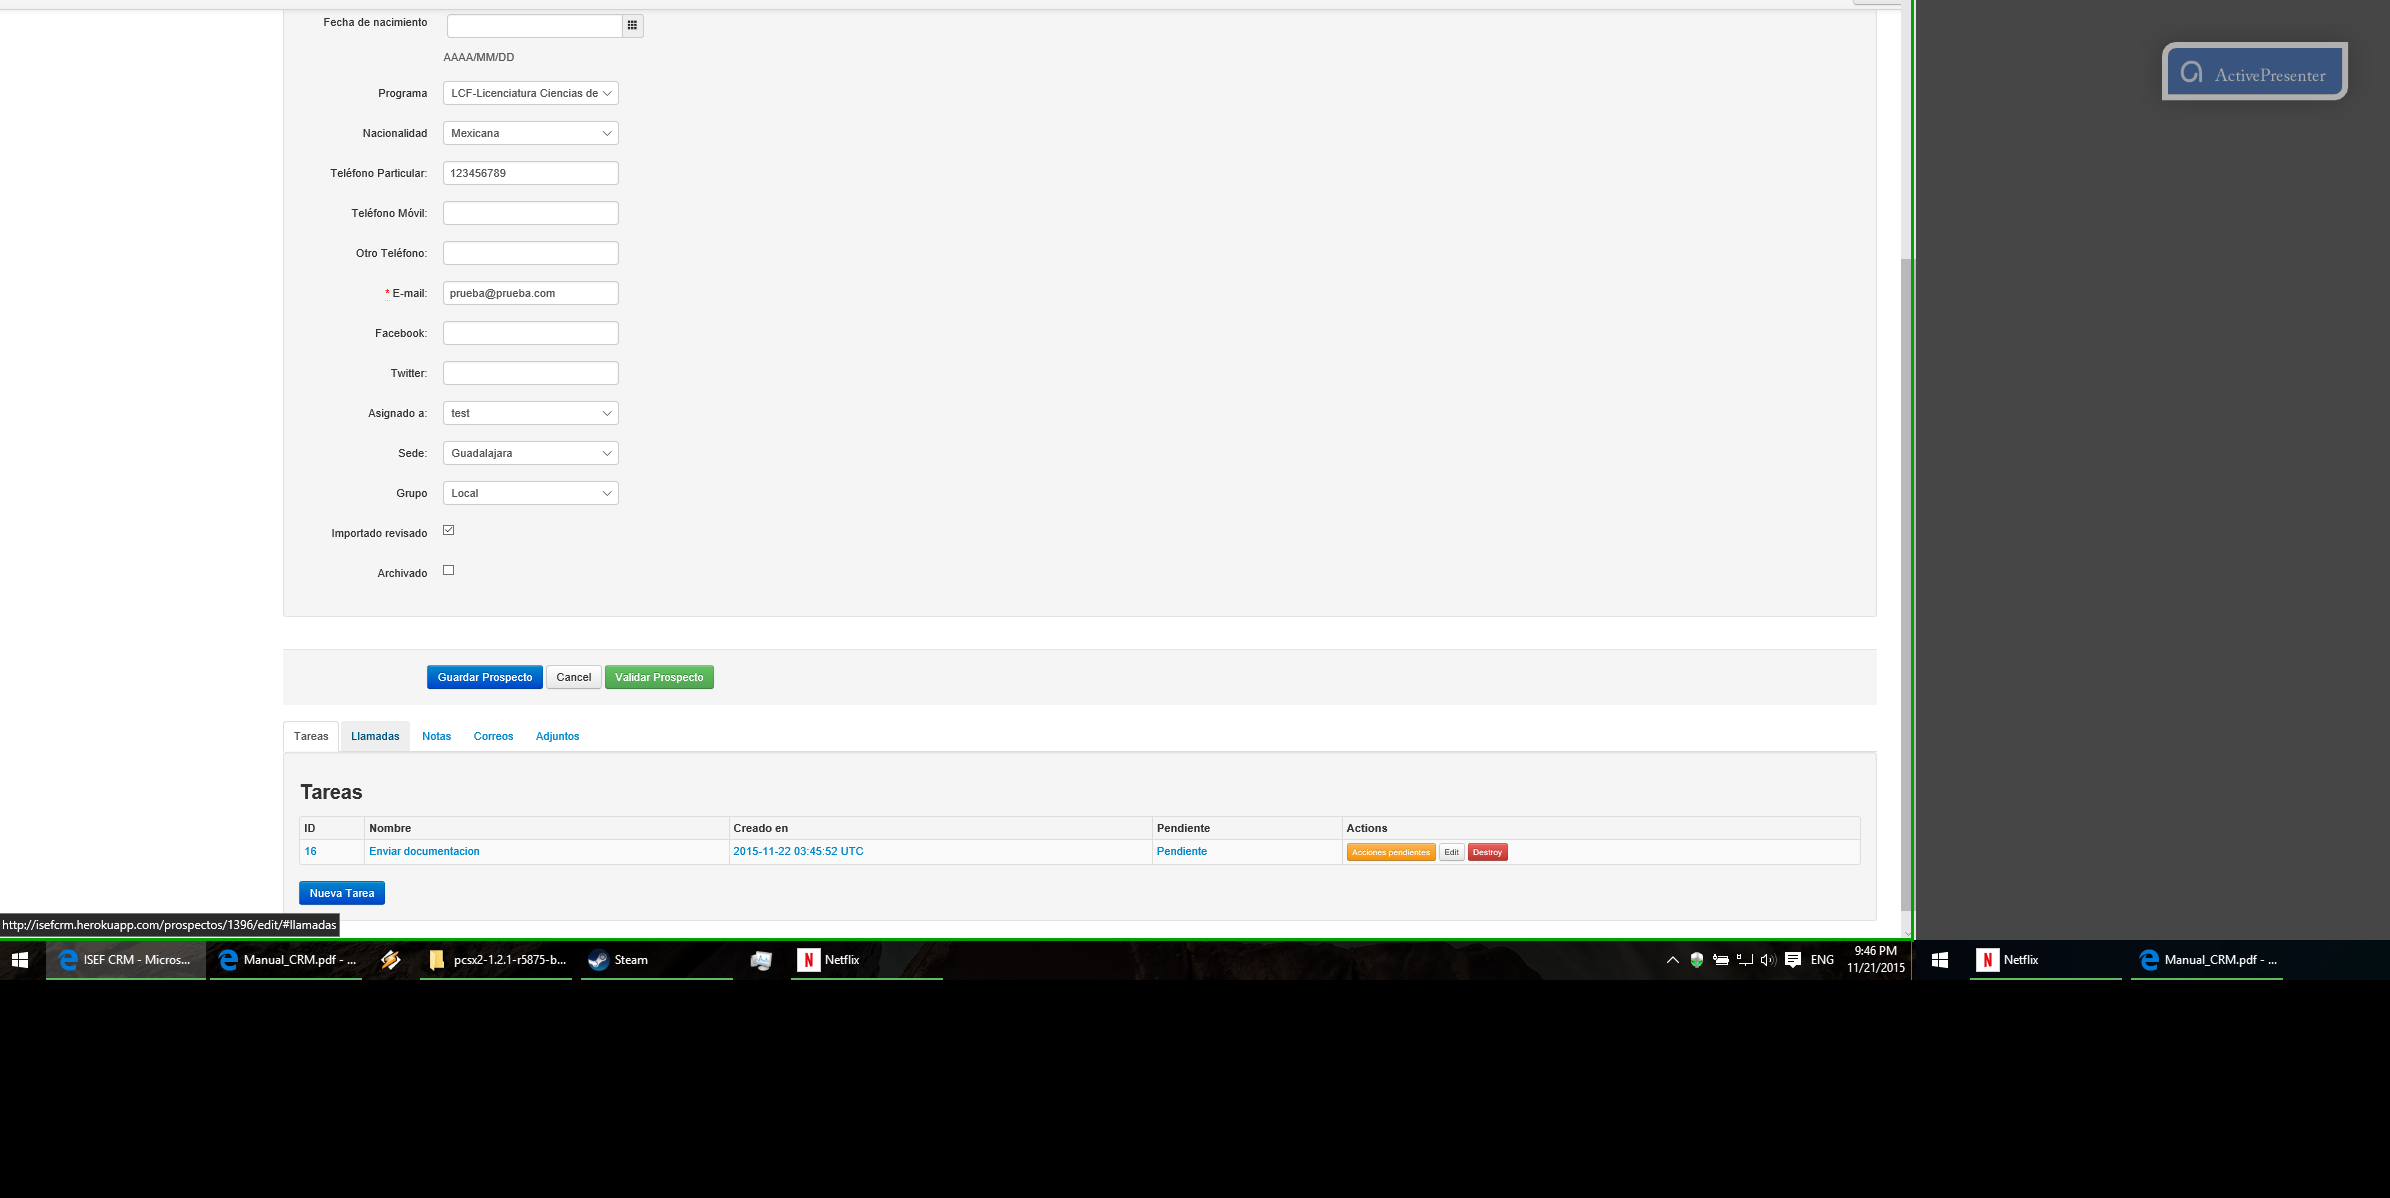 Fecha de nacimiento
AAAA/MM/DD
Programa LCF-Licenciatura Ciencias de
Nacionalidad Mexicana
Teléfono Particular: 123456789
Teléfono Móvil:
Otro Teléfono:
* E-mail: prueba@prueba.com
Facebook:
Twitter:
Asignado a: test
Sede: Guadalajara
Grupo Local
Importado revisado
Archivado
Guardar Prospecto Cancel Validar Prospecto
Tareas Llamadas Notas Correos Adjuntos
Tareas
ID Nombre Creado en Pendiente Actions
16 Enviar documentacion 2015-11-22 03:45:52 UTC Pendiente Acciones pendientes Edit Destroy
Nueva Tarea
http://isefcrm.herokuapp.com/prospectos/1396/edit/#llamadas
ISEF CRM - Micros... Manual_CRM.pdf - ... pcsx2-1.2.1-r5875-b... Steam N Netflix ENG 9:46 PM
11/21/2015
N Netflix Manual_CRM.pdf - ...
ActivePresenter